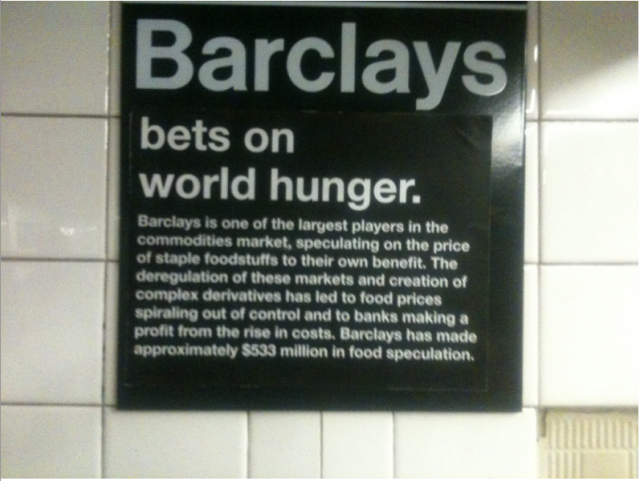 Barclays
bets on
world hunger.
Barclays is one of the largest players in the
commodities market, speculating on the price
of staple foodstuffs to their own benefit. The
deregulation of these markets and creation of
complex derivatives has led to food prices
spiraling out of control and to banks making a
profit from the rise in costs. Barclays has made
approximately $533 million in food speculation.